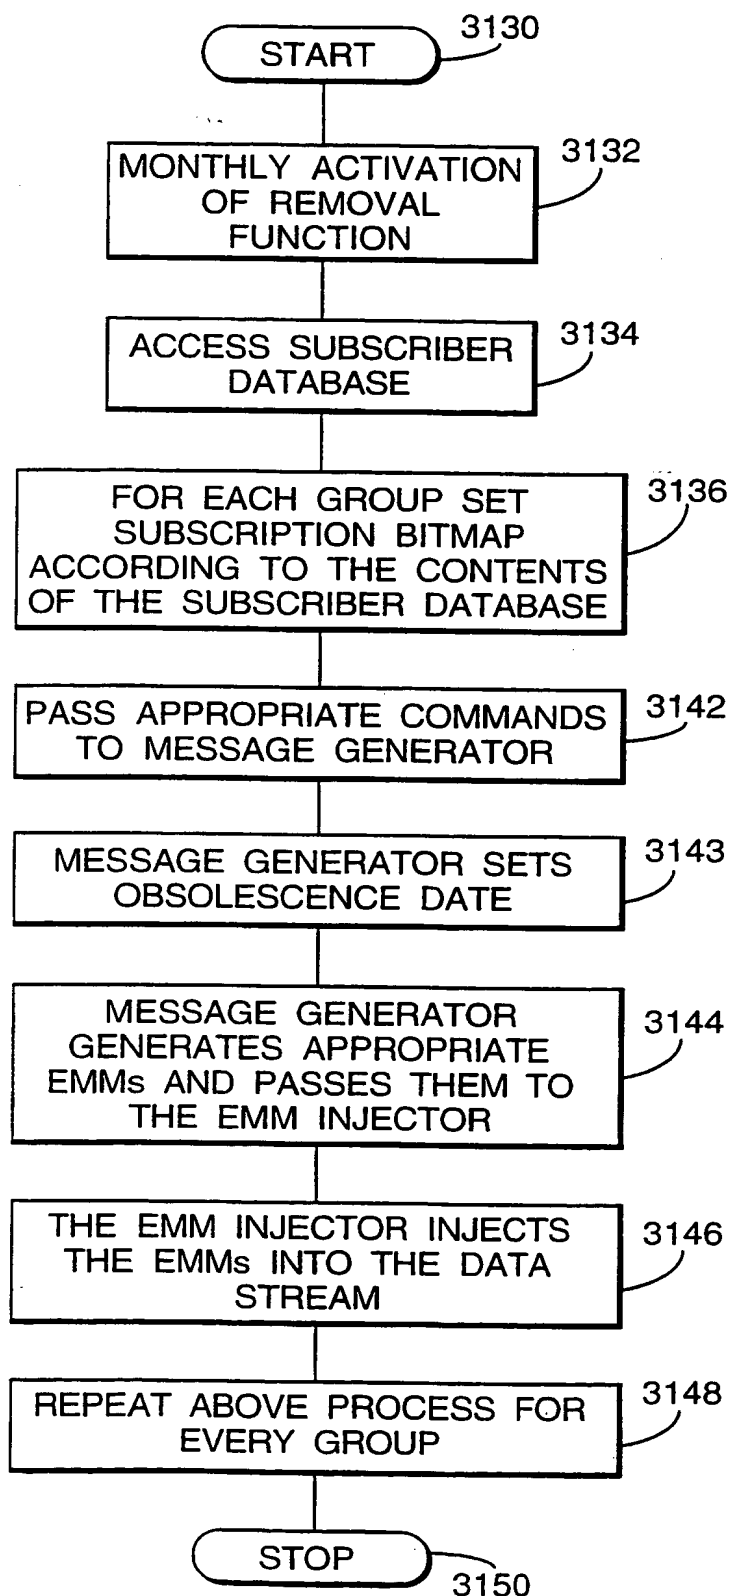 START
3130
MONTHLY ACTIVATION
OF REMOVAL
FUNCTION
3132
ACCESS SUBSCRIBER
DATABASE
3134
FOR EACH GROUP SET
SUBSCRIPTION BITMAP
ACCORDING TO THE CONTENTS
OF THE SUBSCRIBER DATABASE
3136
PASS APPROPRIATE COMMANDS
TO MESSAGE GENERATOR
3142
MESSAGE GENERATOR SETS
OBSOLESCENCE DATE
3143
MESSAGE GENERATOR
GENERATES APPROPRIATE
EMMs AND PASSES THEM TO
THE EMM INJECTOR
3144
THE EMM INJECTOR INJECTS
THE EMMs INTO THE DATA
STREAM
3146
REPEAT ABOVE PROCESS FOR
EVERY GROUP
3148
STOP
3150